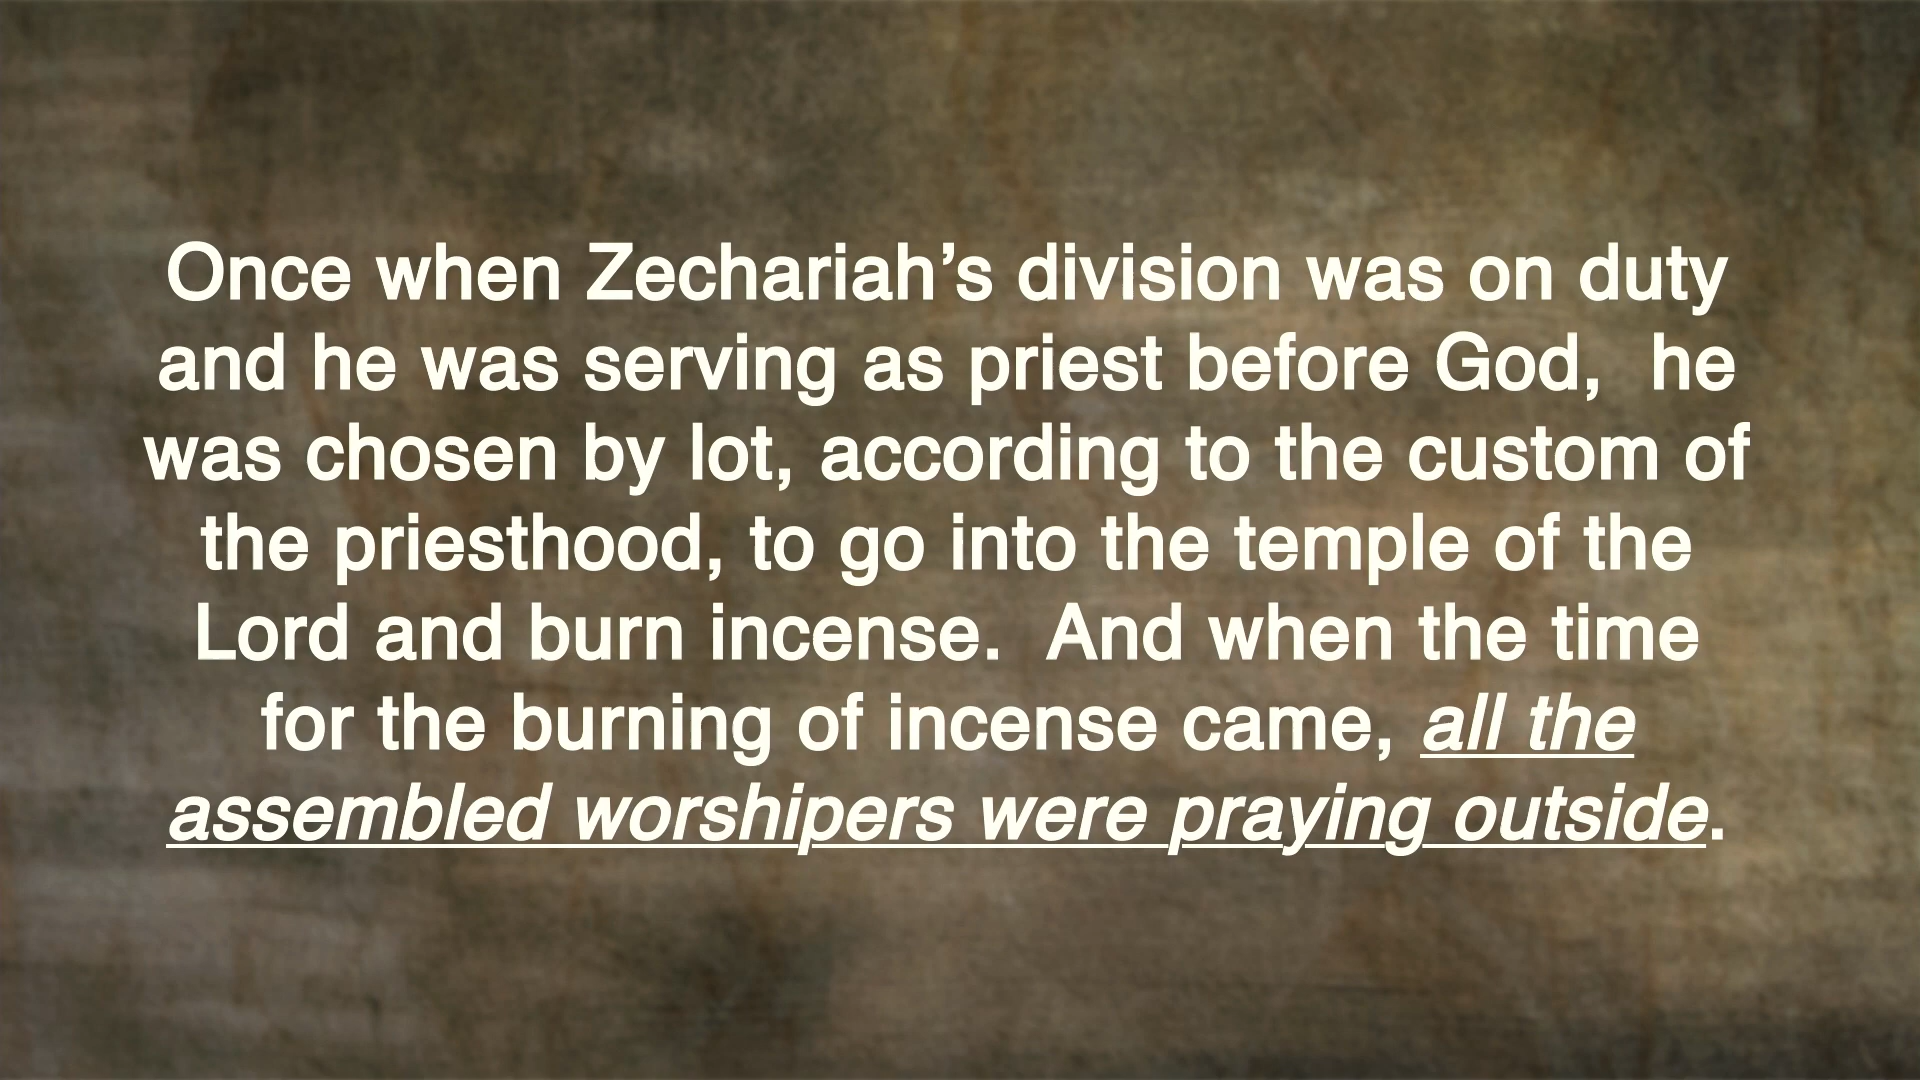 Once when Zechariah’s division was on duty
and he was serving as priest before God,  he
was chosen by lot, according to the custom of
the priesthood, to go into the temple of the
Lord and burn incense.  And when the time
for the burning of incense came, all the
assembled worshipers were praying outside.